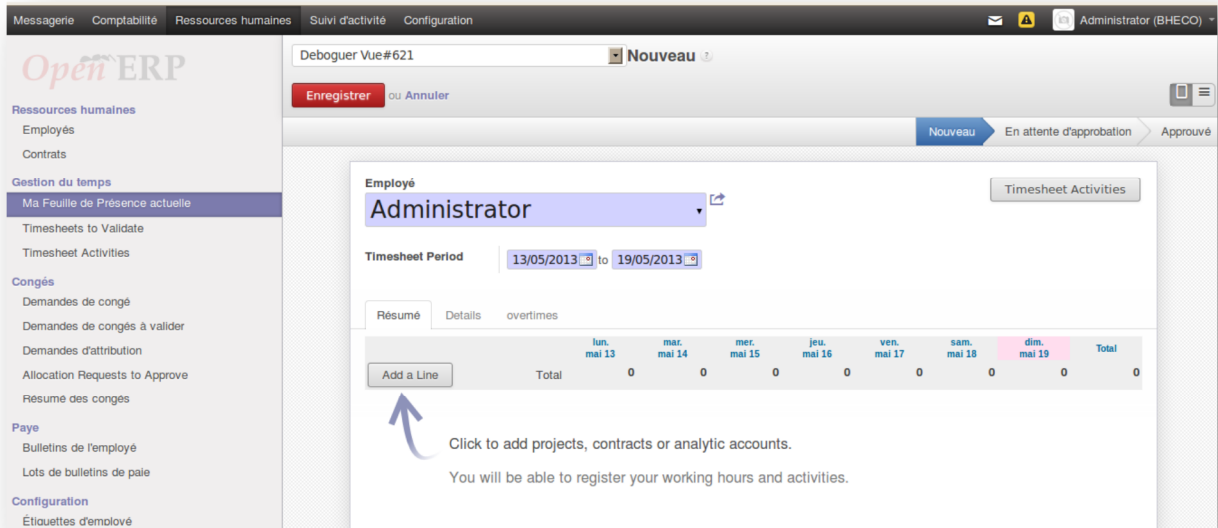 Messagerie Comptabilité Ressources humaines Suivi d'activité Configuration Administrator (BHECO)
Open ERP
Deboguer Vue#621 Nouveau ?
Enregistrer ou Annuler
Nouveau En attente d'approbation Approuvé
Ressources humaines
Employés
Contrats
Gestion du temps
Ma Feuille de Présence actuelle
Timesheets to Validate
Timesheet Activities
Congés
Demandes de congé
Demandes de congés à valider
Demandes d'attribution
Allocation Requests to Approve
Résumé des congés
Paye
Bulletins de l'employé
Lots de bulletins de paie
Configuration
Étiquettes d'employé
Employé
Administrator
Timesheet Activities
Timesheet Period 13/05/2013 to 19/05/2013
Résumé Details overtimes
lun. mar. mer. jeu. ven. sam. dim.
mai 13 mai 14 mai 15 mai 16 mai 17 mai 18 mai 19 Total
Add a Line Total 0 0 0 0 0 0 0 0
Click to add projects, contracts or analytic accounts.
You will be able to register your working hours and activities.